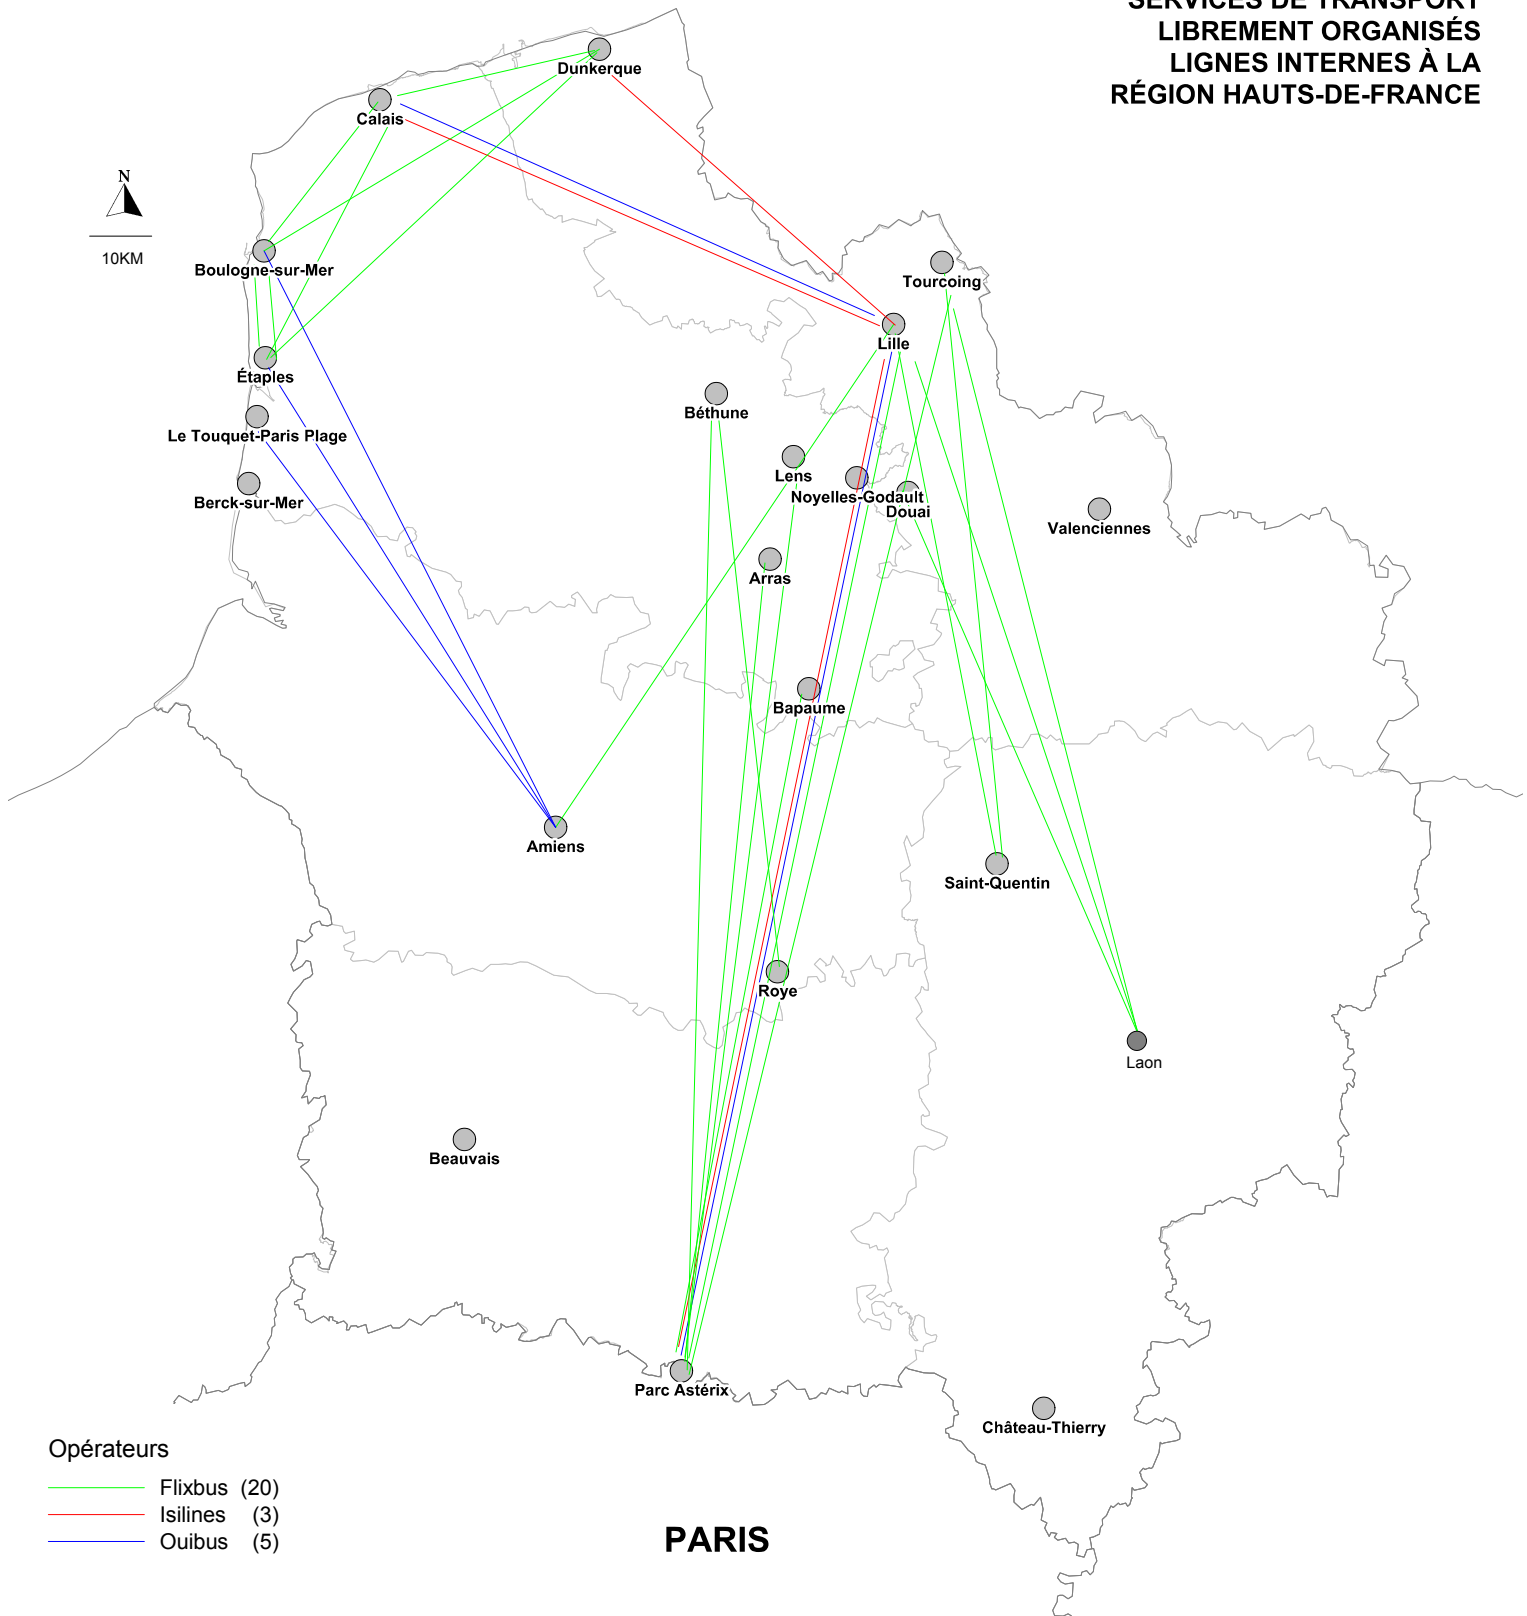 SERVICES DE TRANSPORT
LIBREMENT ORGANISÉS
LIGNES INTERNES À LA
RÉGION HAUTS-DE-FRANCE
Dunkerque
Calais
N
10KM
Boulogne-sur-Mer
Tourcoing
Lille
Étaples
Béthune
Le Touquet-Paris Plage
Lens
Berck-sur-Mer
Noyelles-Godault
Douai
Valenciennes
Arras
Bapaume
Amiens
Saint-Quentin
Roye
Laon
Beauvais
Parc Astérix
Château-Thierry
Opérateurs
Flixbus (20)
Isilines (3)
Ouibus (5)
PARIS